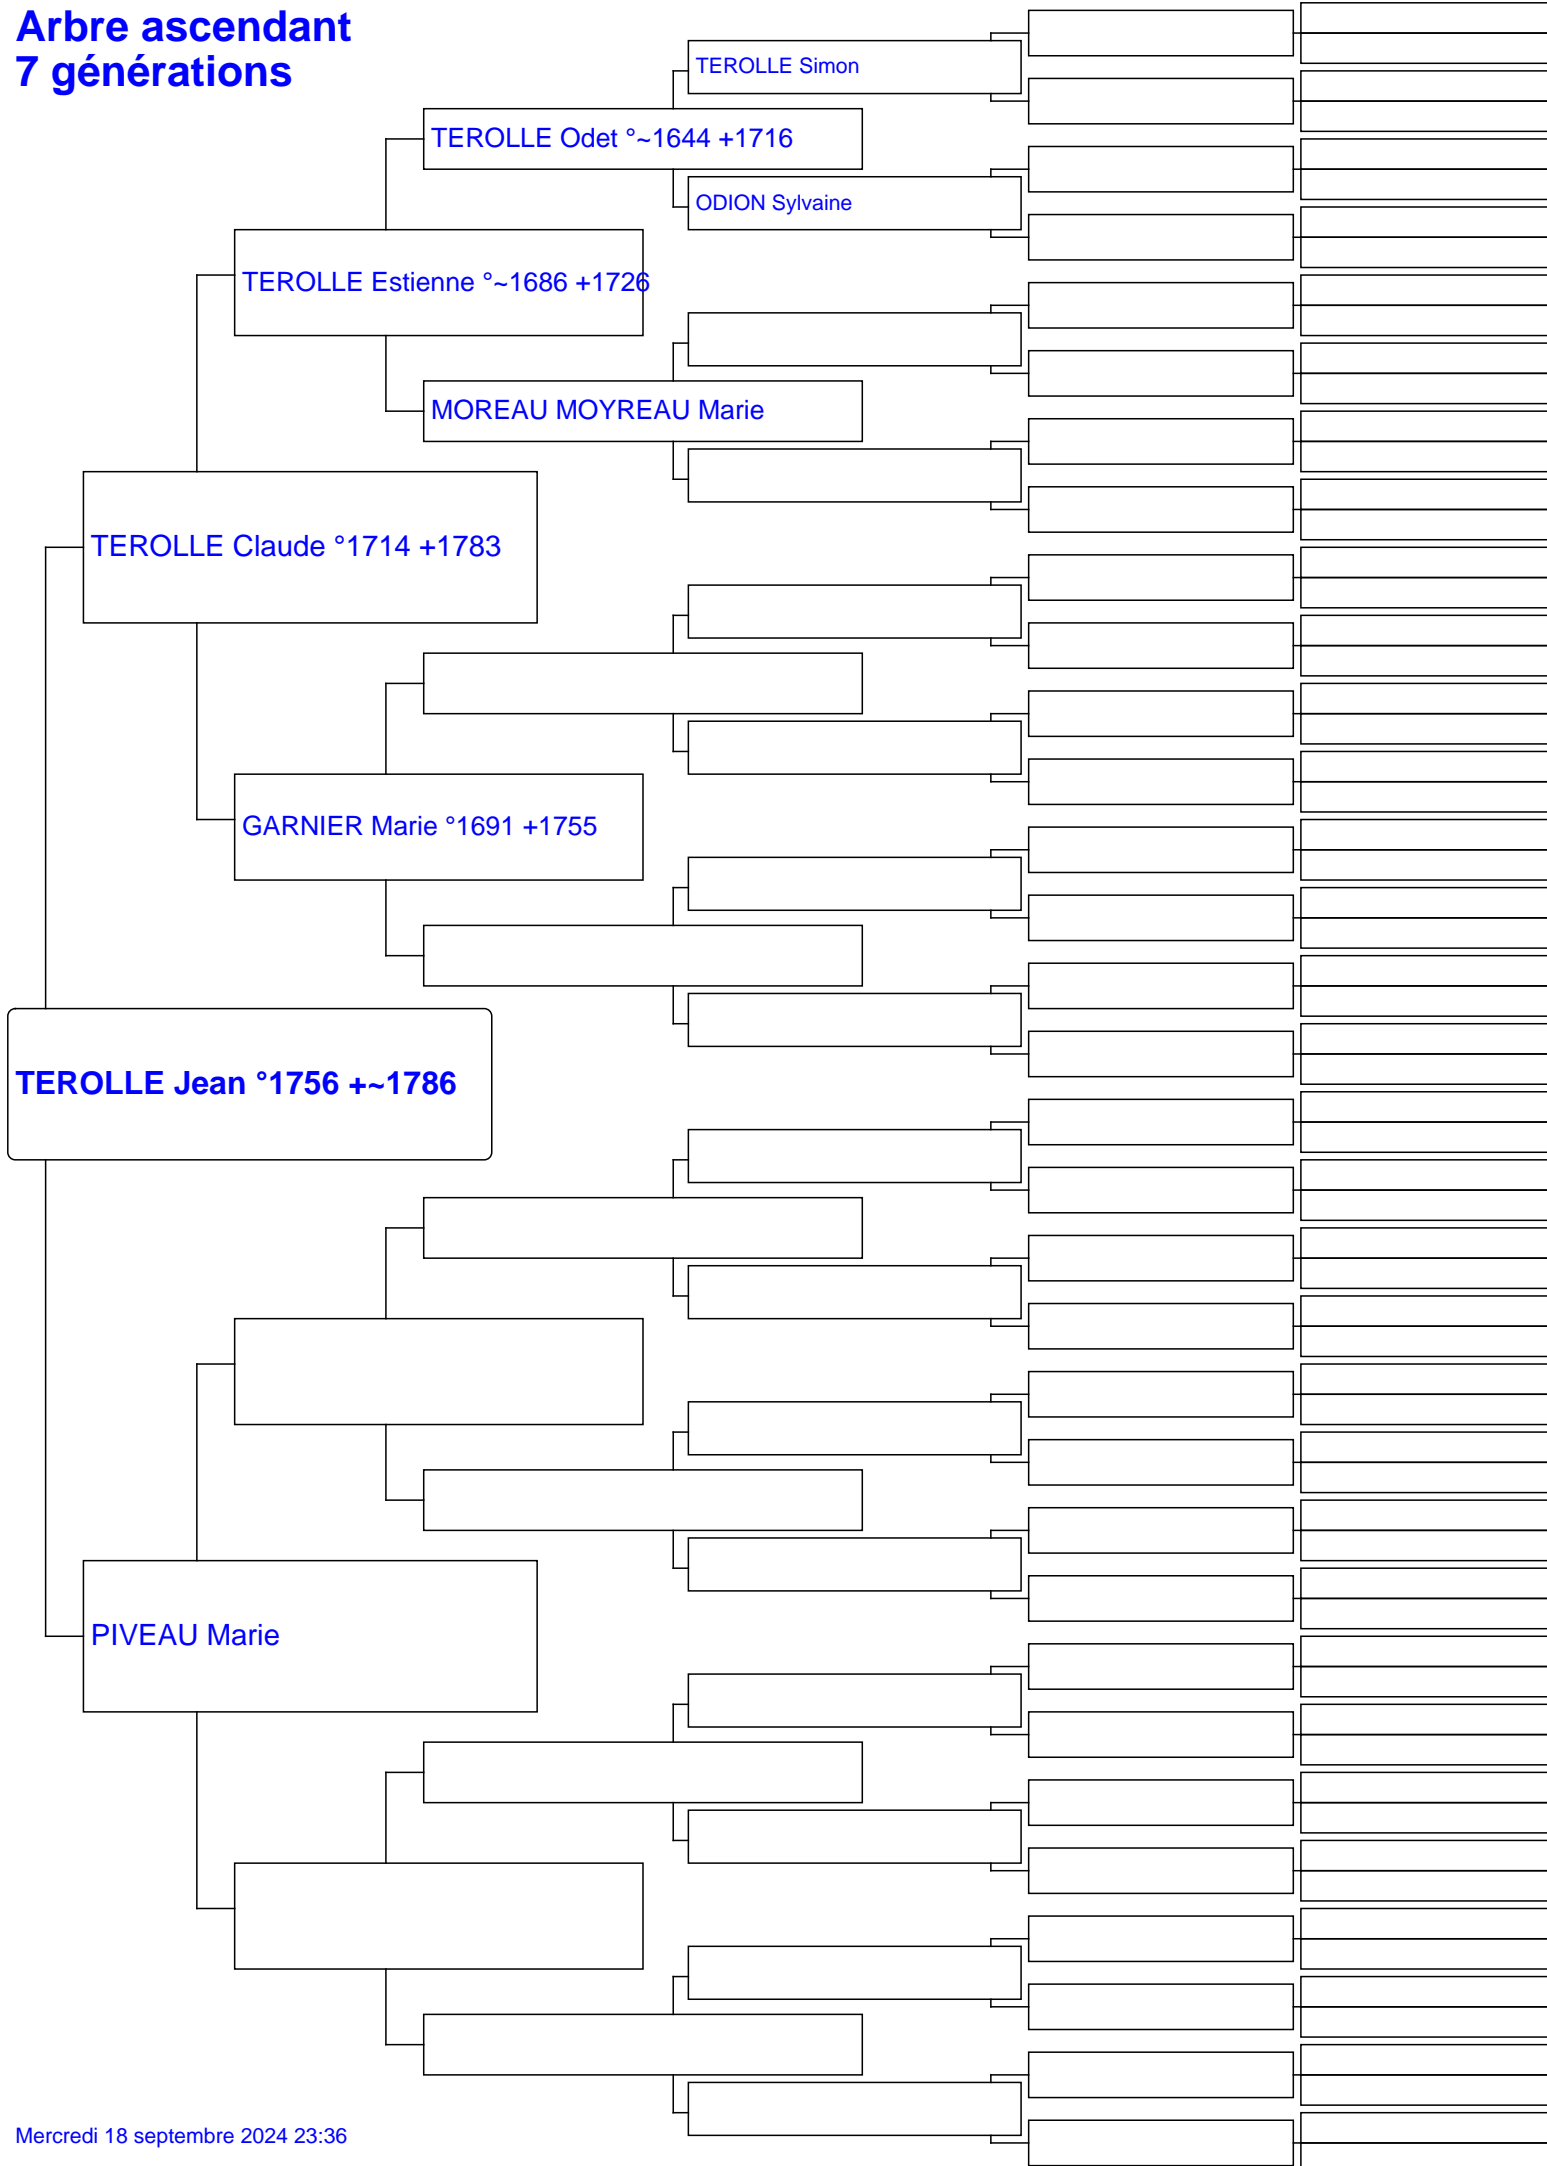 Arbre ascendant
7 générations
TEROLLE Simon
TEROLLE Odet °~1644 +1716
ODION Sylvaine
TEROLLE Estienne °~1686 +1726
MOREAU MOYREAU Marie
TEROLLE Claude °1714 +1783
GARNIER Marie °1691 +1755
TEROLLE Jean °1756 +~1786
PIVEAU Marie
Mercredi 18 septembre 2024 23:36